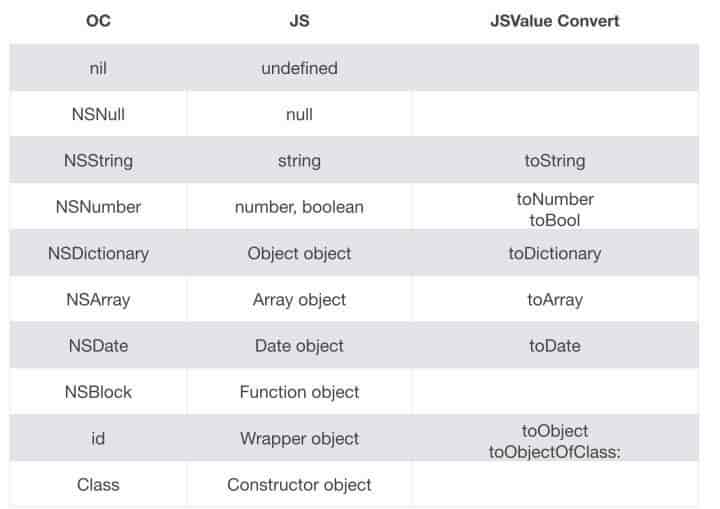 OC JS JSValue Convert
nil undefined
NSNull null
NSString string toString
NSNumber number, boolean toNumber
toBool
NSDictionary Object object toDictionary
NSArray Array object toArray
NSDate Date object toDate
NSBlock Function object
id Wrapper object toObject
toObjectOfClass:
Class Constructor object